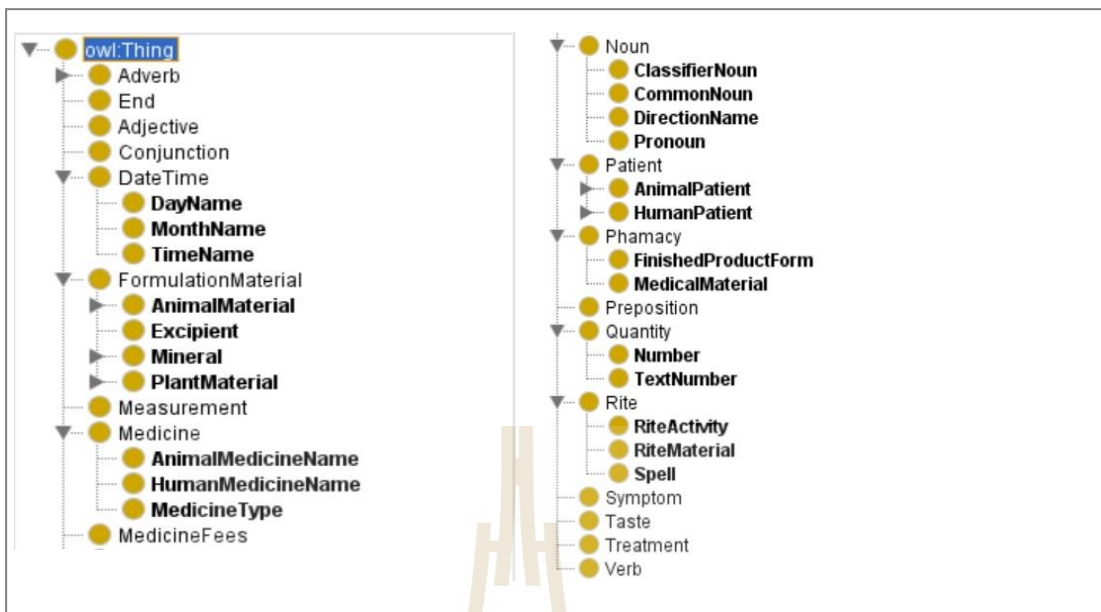 owl:Thing
Adverb
End
Adjective
Conjunction
DateTime
DayName
MonthName
TimeName
FormulationMaterial
AnimalMaterial
Excipient
Mineral
PlantMaterial
Measurement
Medicine
AnimalMedicineName
HumanMedicineName
MedicineType
MedicineFees
Noun
ClassifierNoun
CommonNoun
DirectionName
Pronoun
Patient
AnimalPatient
HumanPatient
Phamacy
FinishedProductForm
MedicalMaterial
Preposition
Quantity
Number
TextNumber
Rite
RiteActivity
RiteMaterial
Spell
Symptom
Taste
Treatment
Verb